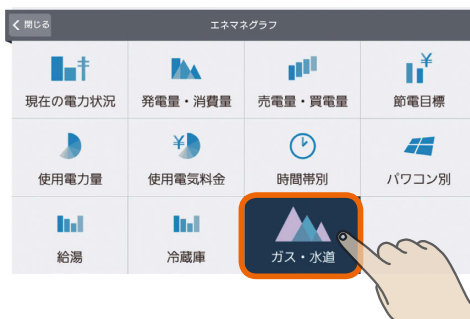 閉じる エネマネグラフ
現在の電力状況 発電量・消費量 売電量・買電量 節電目標
使用電力量 使用電気料金 時間帯別 パワコン別
給湯 冷蔵庫 ガス・水道